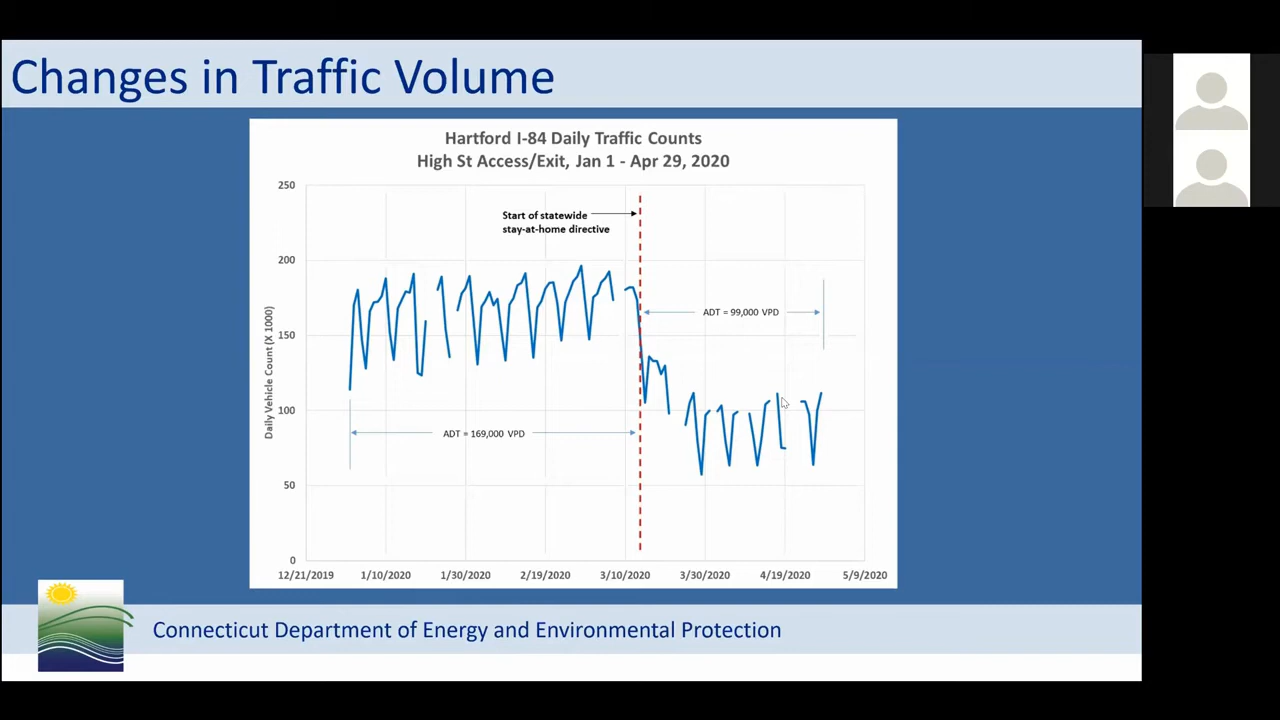 Changes in Traffic Volume
Hartford I-84 Daily Traffic Counts
High St Access/Exit, Jan 1 - Apr 29, 2020
250
200
150
100
50
0
Daily Vehicle Count (X 1000)
Start of statewide
stay-at-home directive
ADT = 99,000 VPD
ADT = 169,000 VPD
12/21/2019 1/10/2020 1/30/2020 2/19/2020 3/10/2020 3/30/2020 4/19/2020 5/9/2020
Connecticut Department of Energy and Environmental Protection